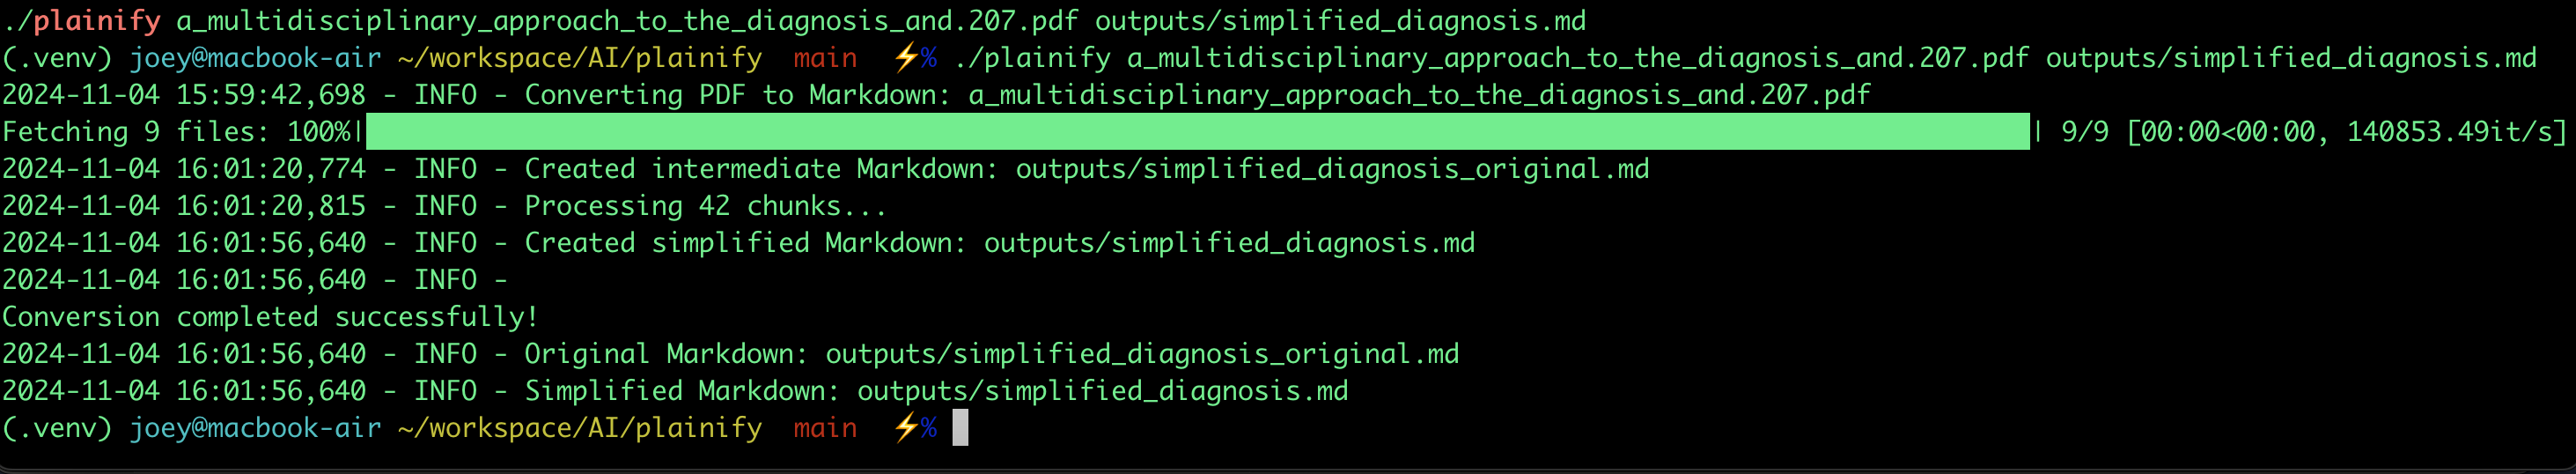 ./plainify a_multidisciplinary_approach_to_the_diagnosis_and.207.pdf outputs/simplified_diagnosis.md
(.venv) joey@macbook-air ~/workspace/AI/plainify  main  ⚡% ./plainify a_multidisciplinary_approach_to_the_diagnosis_and.207.pdf outputs/simplified_diagnosis.md
2024-11-04 15:59:42,698 - INFO - Converting PDF to Markdown: a_multidisciplinary_approach_to_the_diagnosis_and.207.pdf
Fetching 9 files: 100%|| 9/9 [00:00<00:00, 140853.49it/s]
2024-11-04 16:01:20,774 - INFO - Created intermediate Markdown: outputs/simplified_diagnosis_original.md
2024-11-04 16:01:20,815 - INFO - Processing 42 chunks...
2024-11-04 16:01:56,640 - INFO - Created simplified Markdown: outputs/simplified_diagnosis.md
2024-11-04 16:01:56,640 - INFO -
Conversion completed successfully!
2024-11-04 16:01:56,640 - INFO - Original Markdown: outputs/simplified_diagnosis_original.md
2024-11-04 16:01:56,640 - INFO - Simplified Markdown: outputs/simplified_diagnosis.md
(.venv) joey@macbook-air ~/workspace/AI/plainify  main  ⚡%